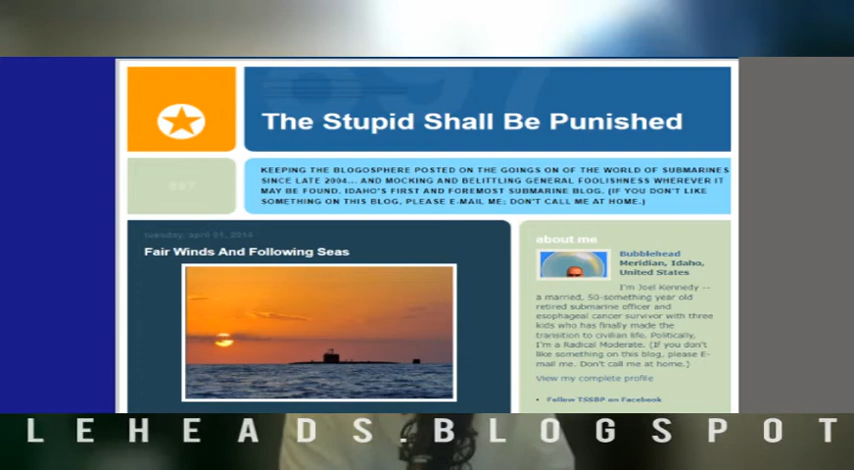 The Stupid Shall Be Punished
KEEPING THE BLOGOSPHERE POSTED ON THE GOINGS ON OF THE WORLD OF SUBMARINES
SINCE LATE 2004... AND MOCKING AND BELITTLING GENERAL FOOLISHNESS WHEREVER IT
MAY BE FOUND. IDAHO'S FIRST AND FOREMOST SUBMARINE BLOG. (IF YOU DON'T LIKE
SOMETHING ON THIS BLOG, PLEASE E-MAIL ME; DON'T CALL ME AT HOME.)
897
tuesday, april 01, 2014
Fair Winds And Following Seas
about me
Bubblehead
Meridian, Idaho,
United States
I'm Joel Kennedy --
a married, 50-something year old
retired submarine officer and
esophageal cancer survivor with three
kids who has finally made the
transition to civilian life. Politically,
I'm a Radical Moderate. (If you don't
like something on this blog, please E-
mail me. Don't call me at home.)
View my complete profile
Follow TSSBP on Facebook
LEHEADS.BLOGSPOT